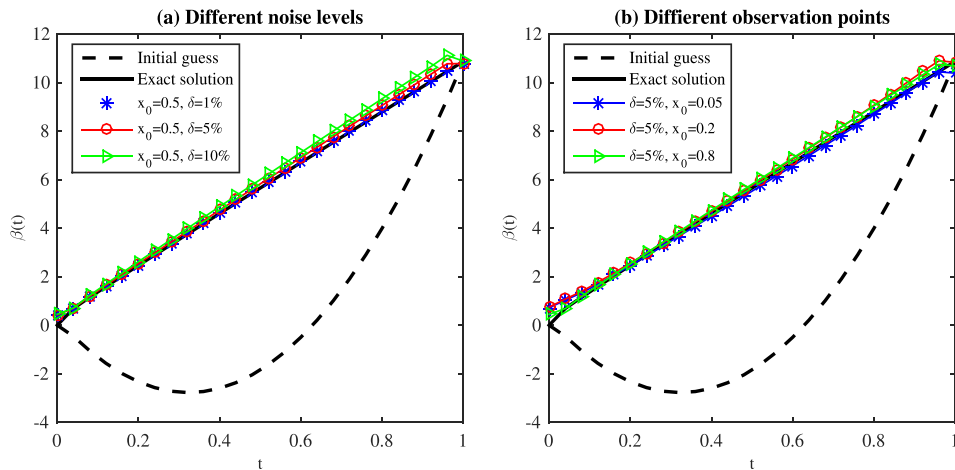 (a) Different noise levels
12
10
8
6
4
2
0
-2
-4
β(t)
0
0.2
0.4
0.6
0.8
1
t
Initial guess
Exact solution
x0=0.5, δ=1%
x0=0.5, δ=5%
x0=0.5, δ=10%
(b) Diffierent observation points
12
10
8
6
4
2
0
-2
-4
β(t)
0
0.2
0.4
0.6
0.8
1
t
Initial guess
Exact solution
δ=5%, x0=0.05
δ=5%, x0=0.2
δ=5%, x0=0.8